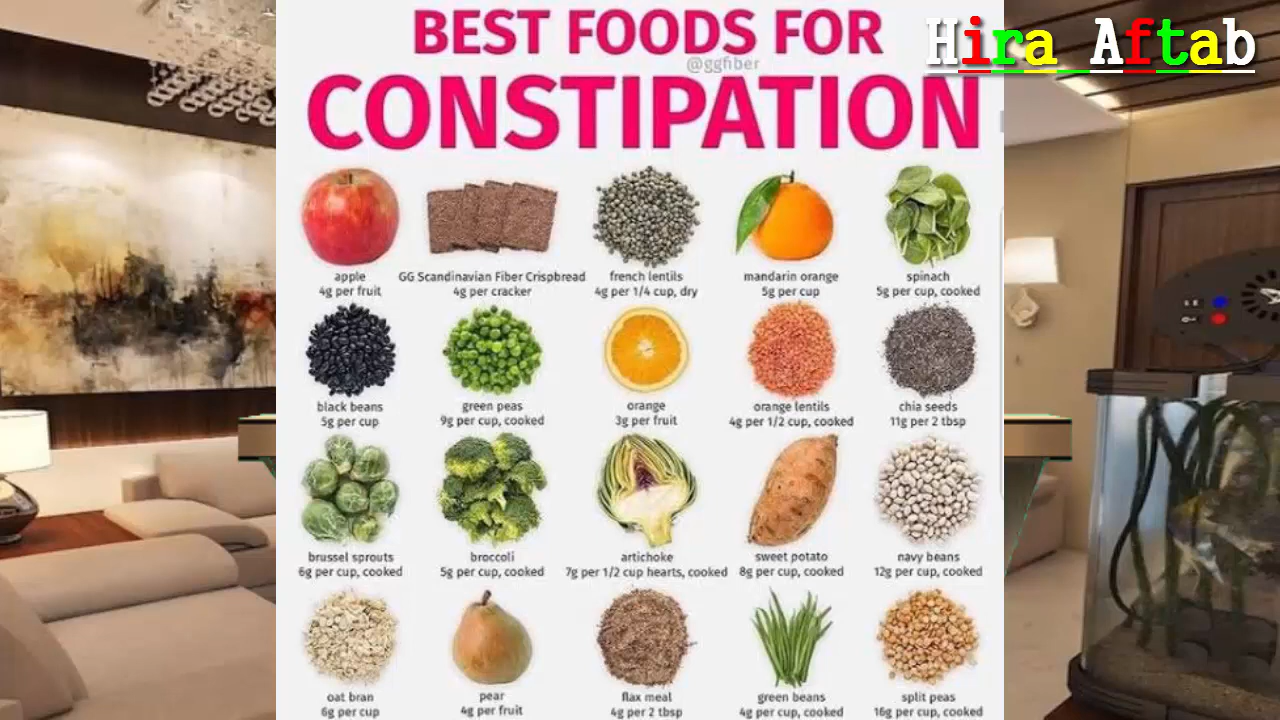 BEST FOODS FOR
@ggfiber
CONSTIPATION
Hira Aftab
apple
4g per fruit
GG Scandinavian Fiber Crispbread
4g per cracker
french lentils
4g per 1/4 cup, dry
mandarin orange
5g per cup
spinach
5g per cup, cooked
black beans
5g per cup
green peas
9g per cup, cooked
orange
3g per fruit
orange lentils
4g per 1/2 cup, cooked
chia seeds
11g per 2 tbsp
brussel sprouts
6g per cup, cooked
broccoli
5g per cup, cooked
artichoke
7g per 1/2 cup hearts, cooked
sweet potato
8g per cup, cooked
navy beans
12g per cup, cooked
oat bran
6g per cup
pear
4g per fruit
flax meal
4g per 2 tbsp
green beans
4g per cup, cooked
split peas
16g per cup, cooked